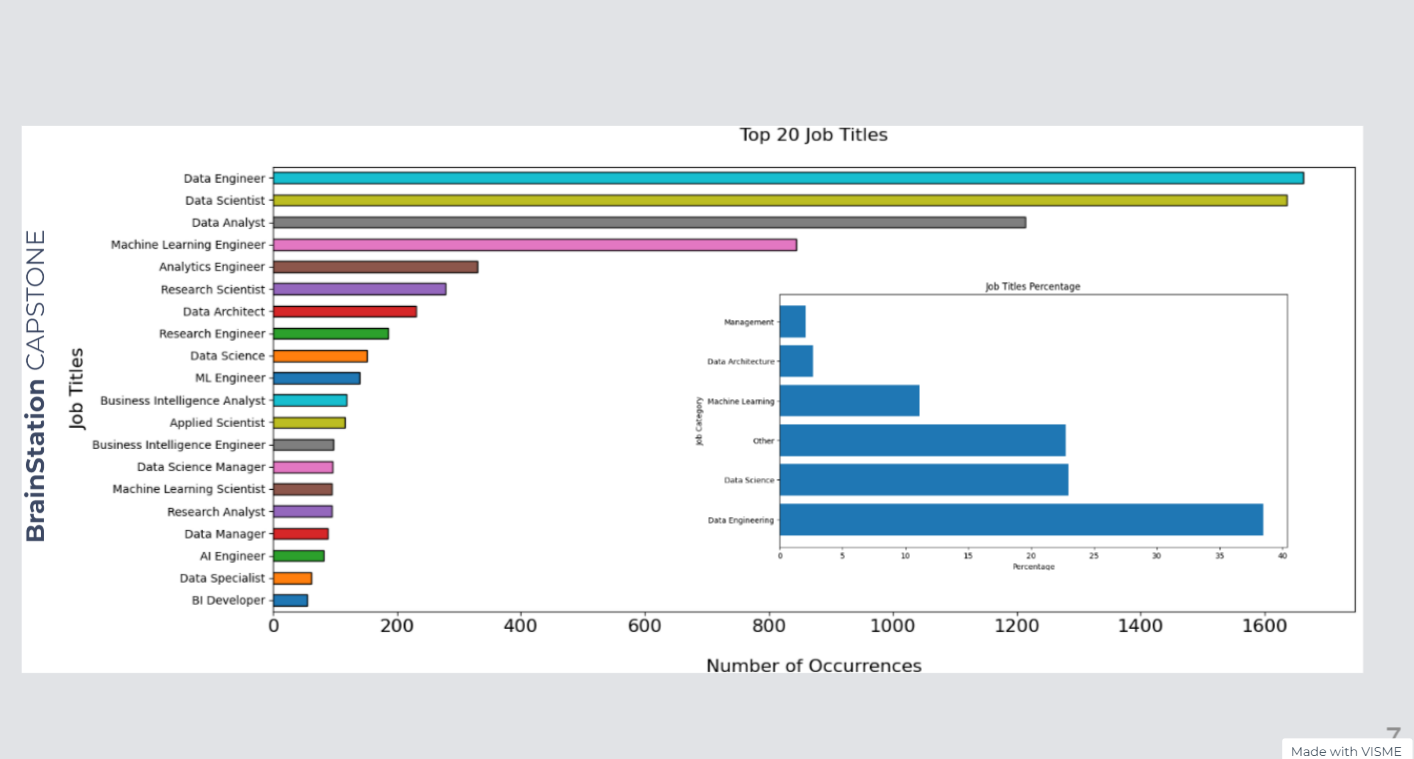 BrainStation CAPSTONE
Top 20 Job Titles
Job Titles
Data Engineer
Data Scientist
Data Analyst
Machine Learning Engineer
Analytics Engineer
Research Scientist
Data Architect
Research Engineer
Data Science
ML Engineer
Business Intelligence Analyst
Applied Scientist
Business Intelligence Engineer
Data Science Manager
Machine Learning Scientist
Research Analyst
Data Manager
AI Engineer
Data Specialist
BI Developer
0 200 400 600 800 1000 1200 1400 1600
Number of Occurrences
Job Titles Percentage
Job Category
Management
Data Architecture
Machine Learning
Other
Data Science
Data Engineering
0 5 10 15 20 25 30 35 40
Percentage
7
Made with VISME